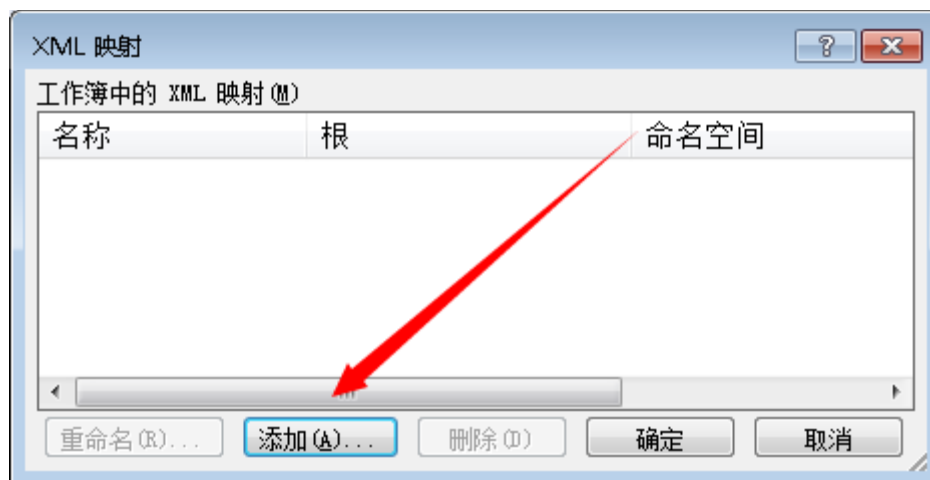 XML 映射
?
工作簿中的 XML 映射(M)
名称 根 命名空间
重命名(R)... 添加(A)... 删除(D) 确定 取消